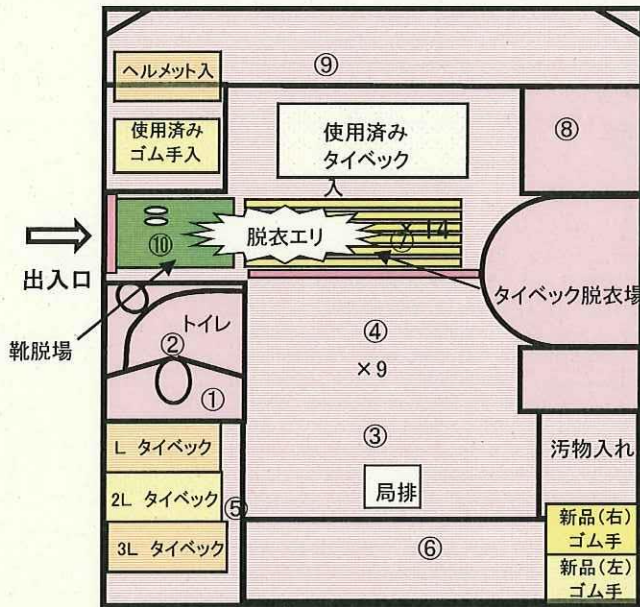 ⑨
ヘルメット入
使用済み
ゴム手入
使用済み
タイベック
入
⑧
出入口
⑩
脱衣エリ
⑦
×14
タイベック脱衣場
靴脱場
トイレ
②
①
④
×9
③
局排
L タイベック
2L タイベック
3L タイベック
⑤
⑥
汚物入れ
新品(右)
ゴム手
新品(左)
ゴム手